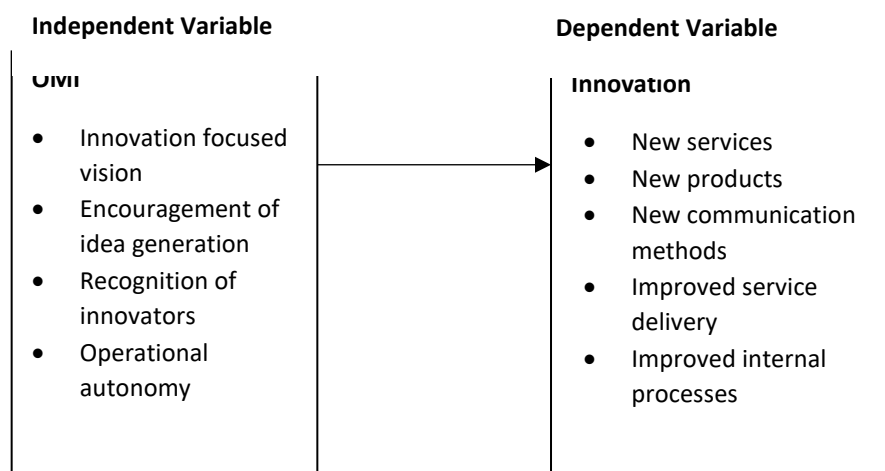 Independent Variable
• Innovation focused
vision
• Encouragement of
idea generation
• Recognition of
innovators
• Operational
autonomy
Dependent Variable
Innovation
• New services
• New products
• New communication
methods
• Improved service
delivery
• Improved internal
processes